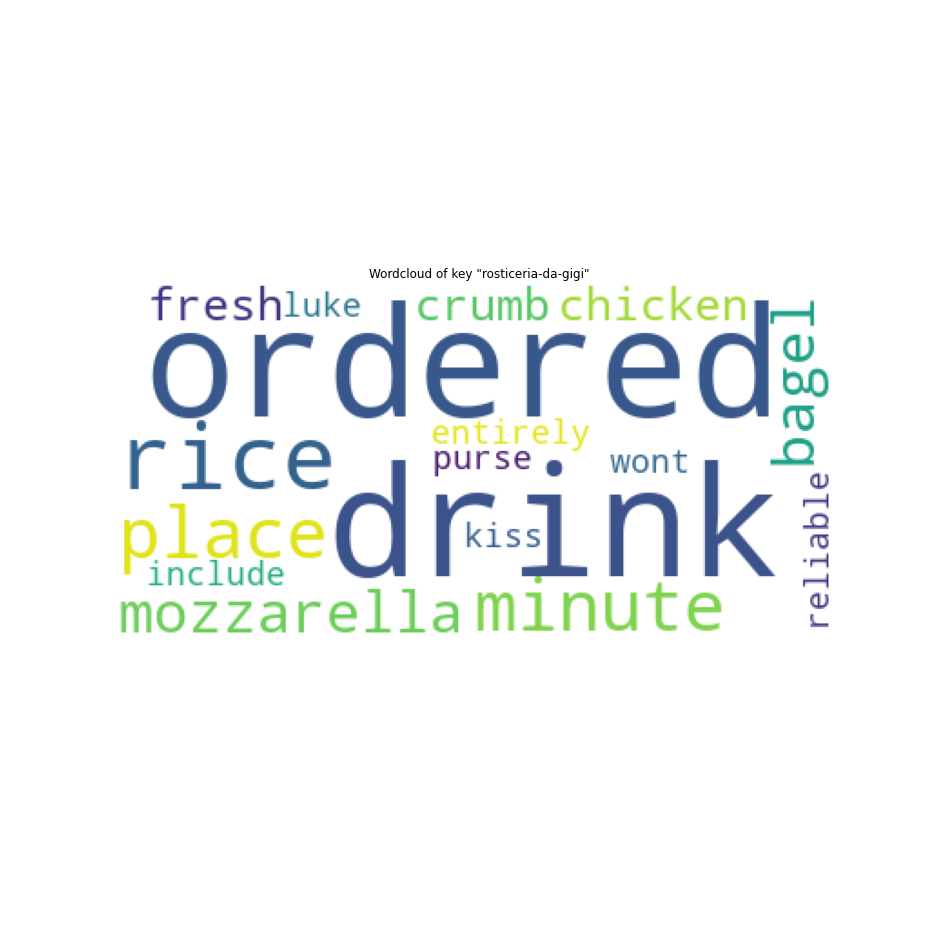 Wordcloud of key "rosticeria-da-gigi"
fresh luke crumb chicken
ordered
bagel
entirely
rice purse wont
drink
reliable
place kiss
include
mozzarella minute